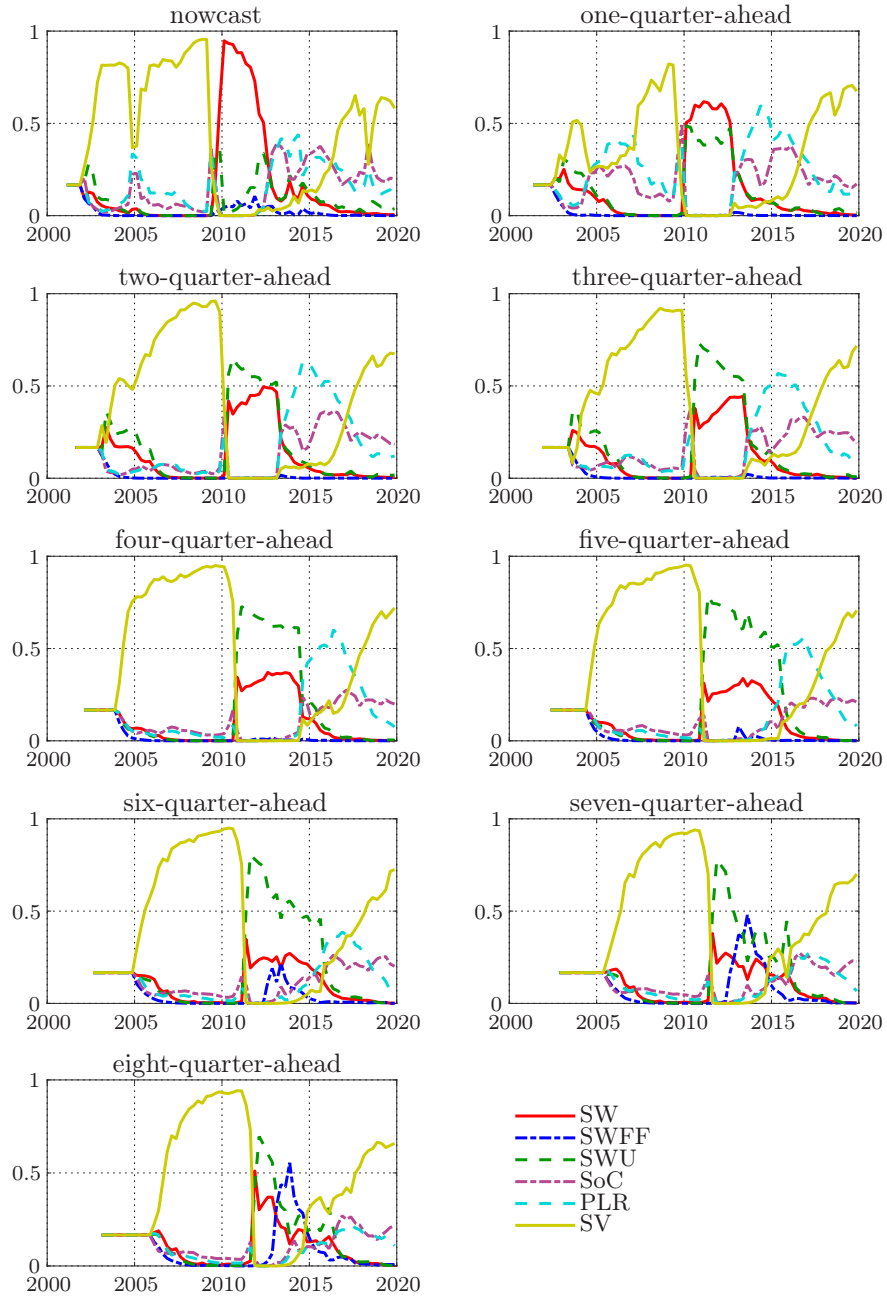 nowcast
1
0.5
0
2000 2005 2010 2015 2020
one-quarter-ahead
1
0.5
0
2000 2005 2010 2015 2020
two-quarter-ahead
1
0.5
0
2000 2005 2010 2015 2020
three-quarter-ahead
1
0.5
0
2000 2005 2010 2015 2020
four-quarter-ahead
1
0.5
0
2000 2005 2010 2015 2020
five-quarter-ahead
1
0.5
0
2000 2005 2010 2015 2020
six-quarter-ahead
1
0.5
0
2000 2005 2010 2015 2020
seven-quarter-ahead
1
0.5
0
2000 2005 2010 2015 2020
eight-quarter-ahead
1
0.5
0
2000 2005 2010 2015 2020
SW
SWFF
SWU
SoC
PLR
SV